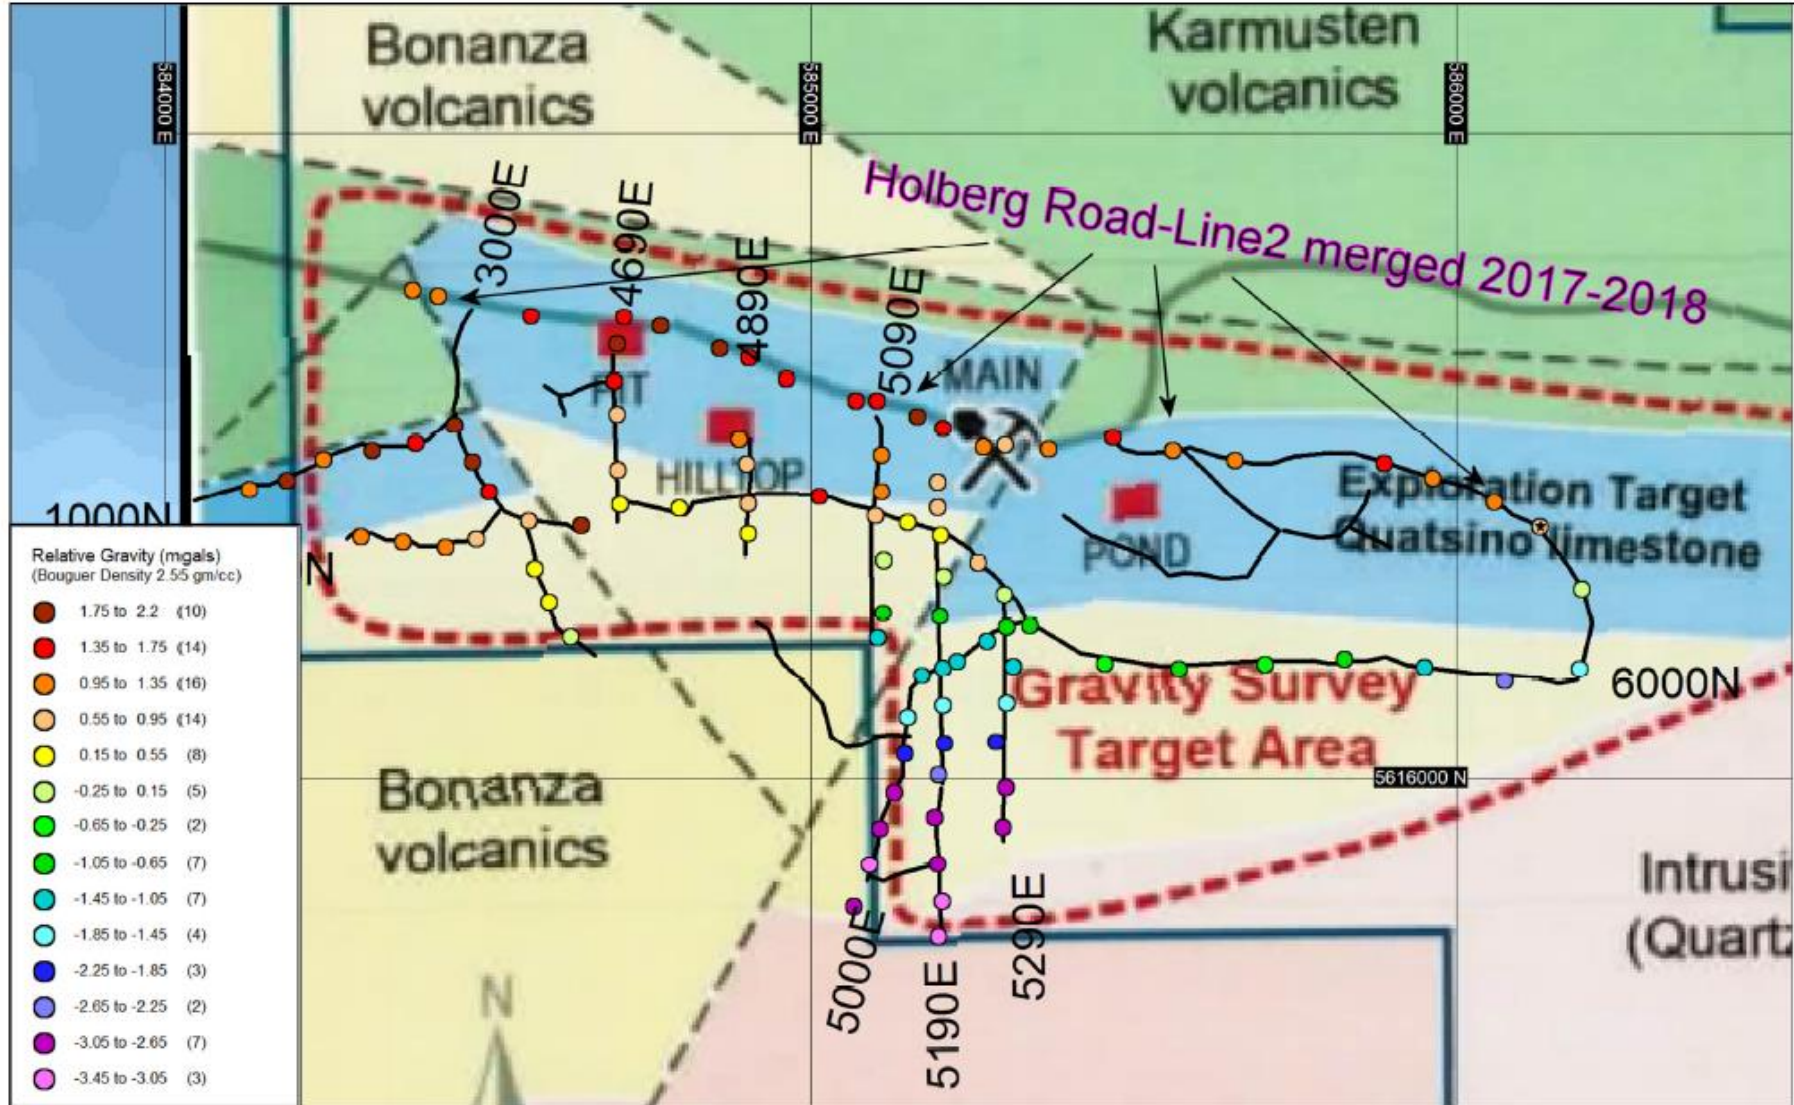 Bonanza
volcanics
Karmusten
volcanics
584000 E
585000 E
586000 E
Holberg Road-Line2 merged 2017-2018
3000E
4690E
4890E
5090E
MAIN
PIT
HILLTOP
POND
Exploration Target
Quatsino limestone
1000N
N
6000N
Gravity Survey
Target Area
5616000 N
Bonanza
volcanics
Intrusi
(Quartz
5000E
5190E
5290E
N
Relative Gravity (mgals)
(Bouguer Density 2.55 gm/cc)
1.75 to 2.2 (10)
1.35 to 1.75 (14)
0.95 to 1.35 (16)
0.55 to 0.95 (14)
0.15 to 0.55 (8)
-0.25 to 0.15 (5)
-0.65 to -0.25 (2)
-1.05 to -0.65 (7)
-1.45 to -1.05 (7)
-1.85 to -1.45 (4)
-2.25 to -1.85 (3)
-2.65 to -2.25 (2)
-3.05 to -2.65 (7)
-3.45 to -3.05 (3)